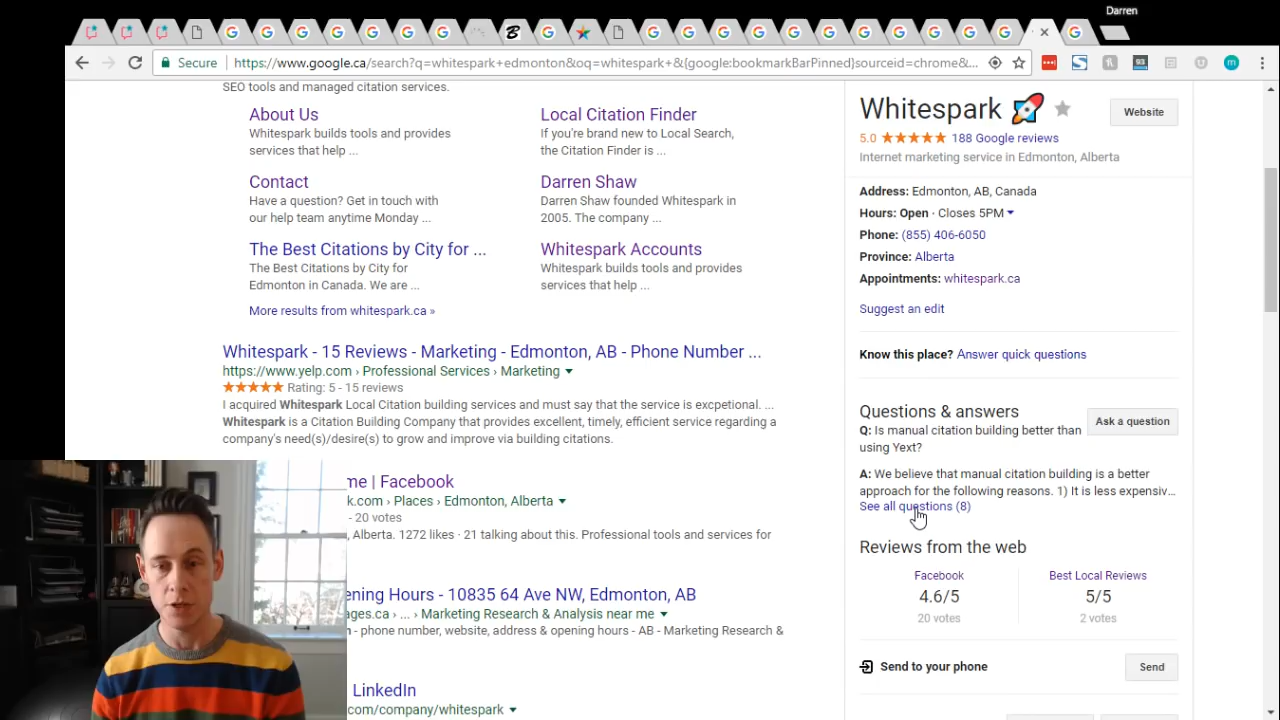 Darren
Secure
https://www.google.ca/search?q=whitespark+edmonton&oq=whitespark+&{google:bookmarkBarPinned}sourceid=chrome&...
SEO tools and managed citation services.
About Us
Whitespark builds tools and provides
services that help ...
Local Citation Finder
If you're brand new to Local Search,
the Citation Finder is ...
Contact
Have a question? Get in touch with
our help team anytime Monday ...
Darren Shaw
Darren Shaw founded Whitespark in
2005. The company ...
The Best Citations by City for ...
The Best Citations by City for
Edmonton in Canada. We are ...
Whitespark Accounts
Whitespark builds tools and provides
services that help ...
More results from whitespark.ca »
Whitespark - 15 Reviews - Marketing - Edmonton, AB - Phone Number ...
https://www.yelp.com › Professional Services › Marketing
Rating: 5 - 15 reviews
I acquired Whitespark Local Citation building services and must say that the service is excpetional. ...
Whitespark is a Citation Building Company that provides excellent, timely, efficient service regarding a
company's need(s)/desire(s) to grow and improve via building citations.
me | Facebook
k.com › Places › Edmonton, Alberta
- 20 votes
, Alberta. 1272 likes · 21 talking about this. Professional tools and services for
ening Hours - 10835 64 Ave NW, Edmonton, AB
ages.ca › ... › Marketing Research & Analysis near me
- phone number, website, address & opening hours - AB - Marketing Research &
LinkedIn
com/company/whitespark
Whitespark
Website
5.0 188 Google reviews
Internet marketing service in Edmonton, Alberta
Address: Edmonton, AB, Canada
Hours: Open · Closes 5PM
Phone: (855) 406-6050
Province: Alberta
Appointments: whitespark.ca
Suggest an edit
Know this place? Answer quick questions
Questions & answers
Ask a question
Q: Is manual citation building better than
using Yext?
A: We believe that manual citation building is a better
approach for the following reasons. 1) It is less expensiv...
See all questions (8)
Reviews from the web
Facebook
4.6/5
20 votes
Best Local Reviews
5/5
2 votes
Send to your phone
Send